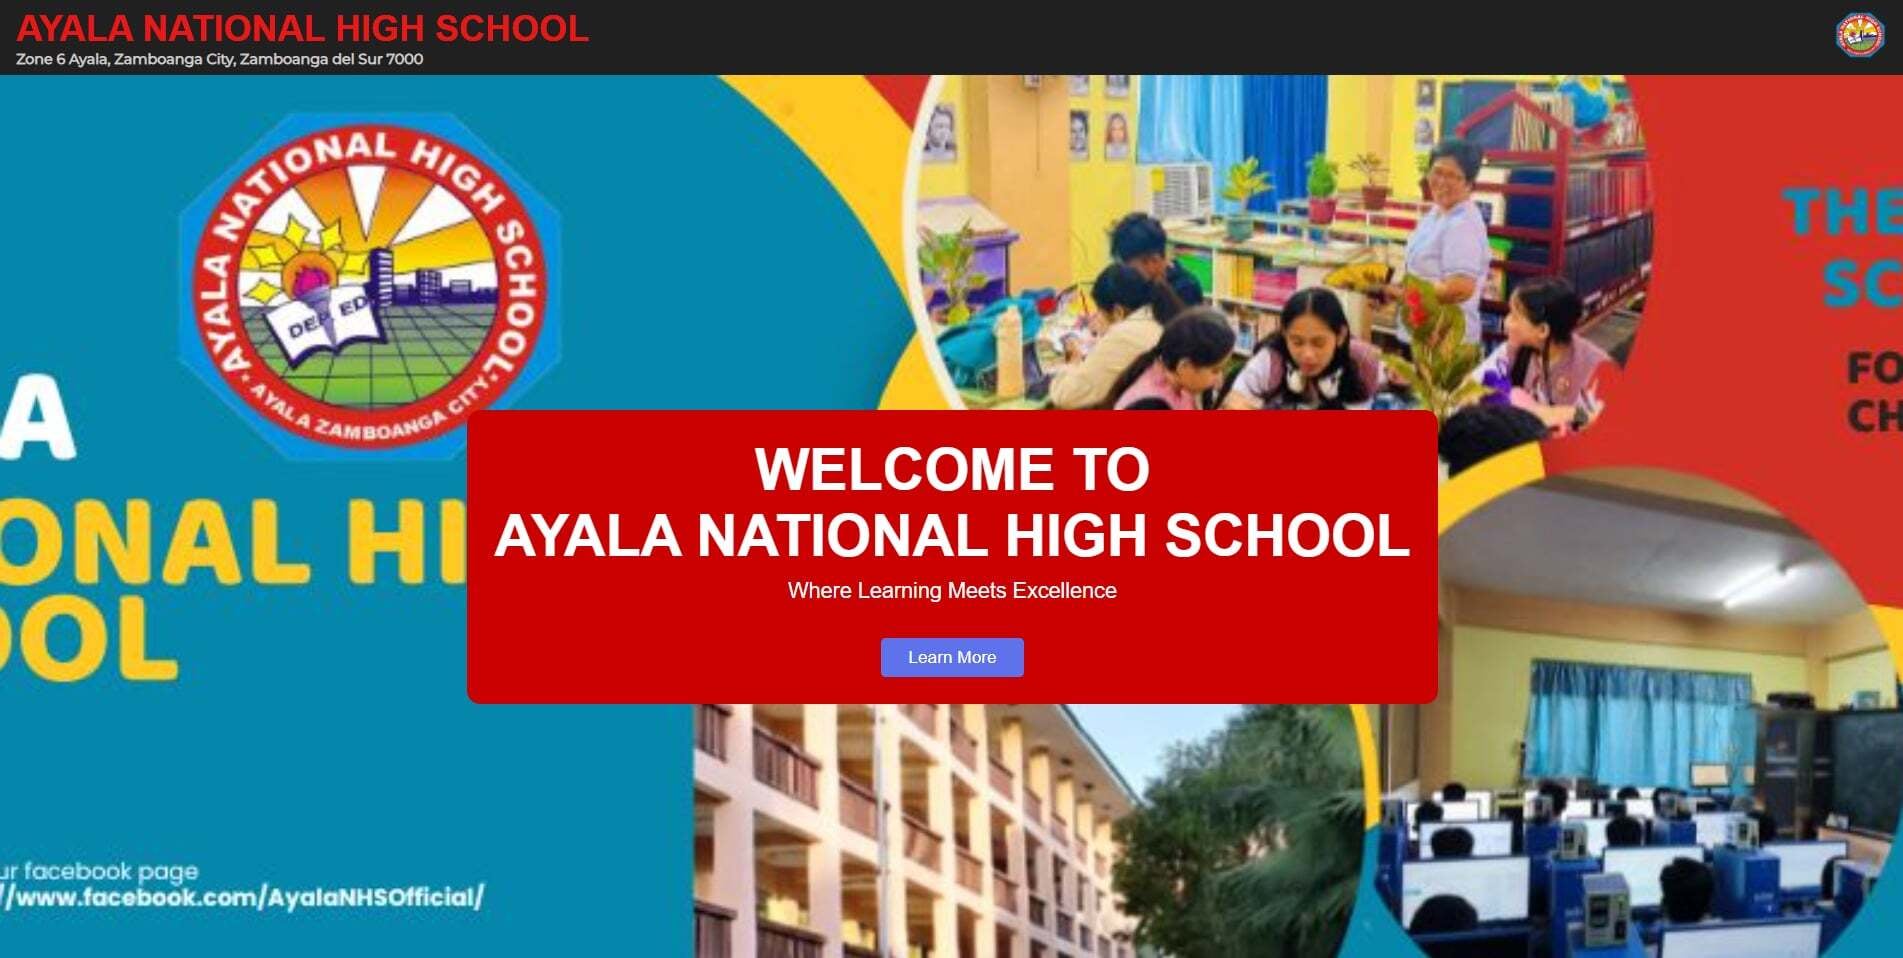 AYALA NATIONAL HIGH SCHOOL
Zone 6 Ayala, Zamboanga City, Zamboanga del Sur 7000
AYALA NATIONAL HIGH SCHOOL
DEP ED
AYALA ZAMBOANGA CITY
A
ONAL HI
OOL
THE
SC
FO
CH
WELCOME TO
AYALA NATIONAL HIGH SCHOOL
Where Learning Meets Excellence
Learn More
ur facebook page
//www.facebook.com/AyalaNHSOfficial/